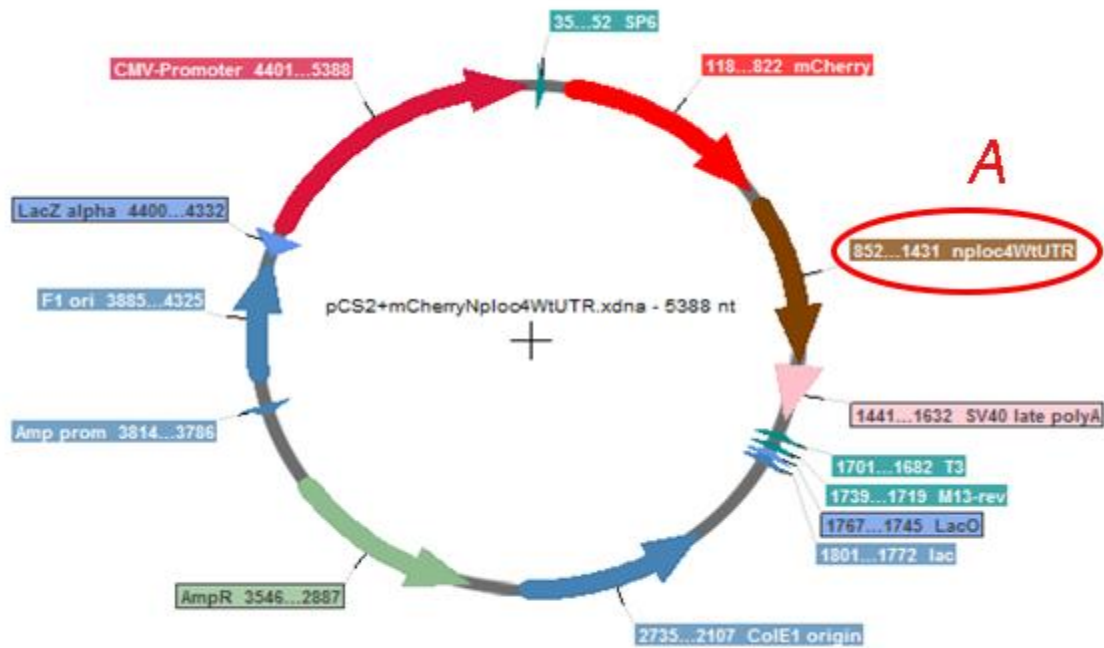 35...52 SP6
CMV-Promoter 4401...5388
118...822 mCherry
A
LacZ alpha 4400...4332
852...1431 nploc4WtUTR
F1 ori 3885...4325
pCS2+mCherryNploc4WtUTR.xdna - 5388 nt
Amp prom 3814...3786
1441...1632 SV40 late polyA
1701...1682 T3
1739...1719 M13-rev
1767...1745 LacO
1801...1772 lac
AmpR 3546...2887
2735...2107 ColE1 origin